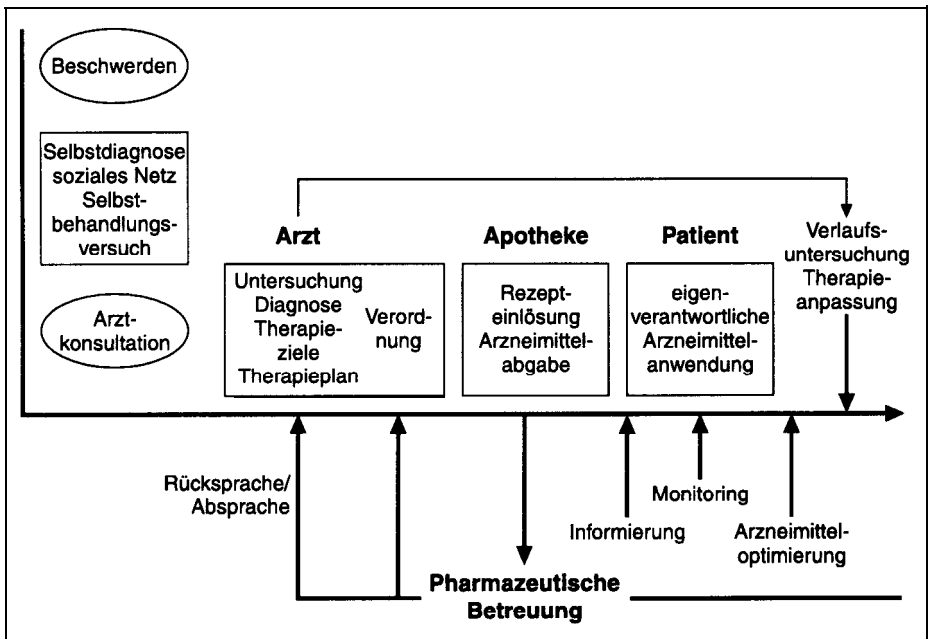 Beschwerden
Selbstdiagnose
soziales Netz
Selbst-
behandlungs-
versuch
Arzt-
konsultation
Arzt
Untersuchung
Diagnose
Therapie-
ziele
Therapieplan
Verord-
nung
Apotheke
Rezept-
einlösung
Arzneimittel-
abgabe
Patient
eigen-
verantwortliche
Arzneimittel-
anwendung
Verlaufs-
untersuchung
Therapie-
anpassung
Rücksprache/
Absprache
Informierung
Monitoring
Arzneimittel-
optimierung
Pharmazeutische
Betreuung